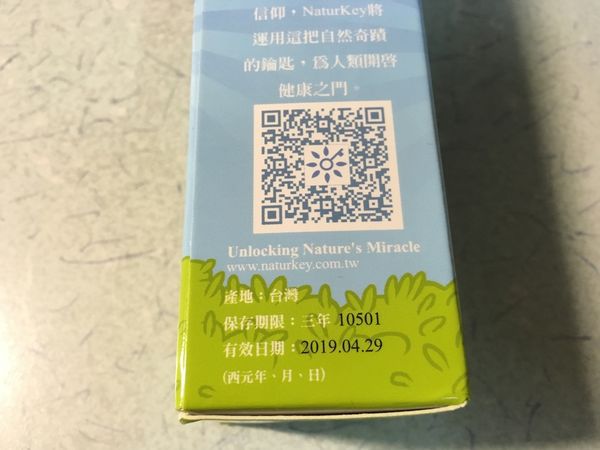 信仰，NaturKey將
運用這把自然奇蹟
的鑰匙，為人類開啓
健康之門。
Unlocking Nature's Miracle
www.naturkey.com.tw
產地：台灣
保存期限：三年 10501
有效日期：2019.04.29
(西元年、月、日)